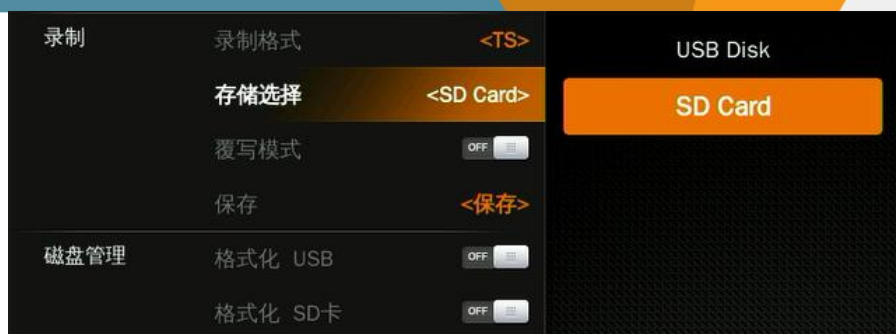 录制
录制格式 <TS>
存储选择 <SD Card>
覆写模式 OFF
保存 <保存>
磁盘管理
格式化 USB OFF
格式化 SD卡 OFF
USB Disk
SD Card